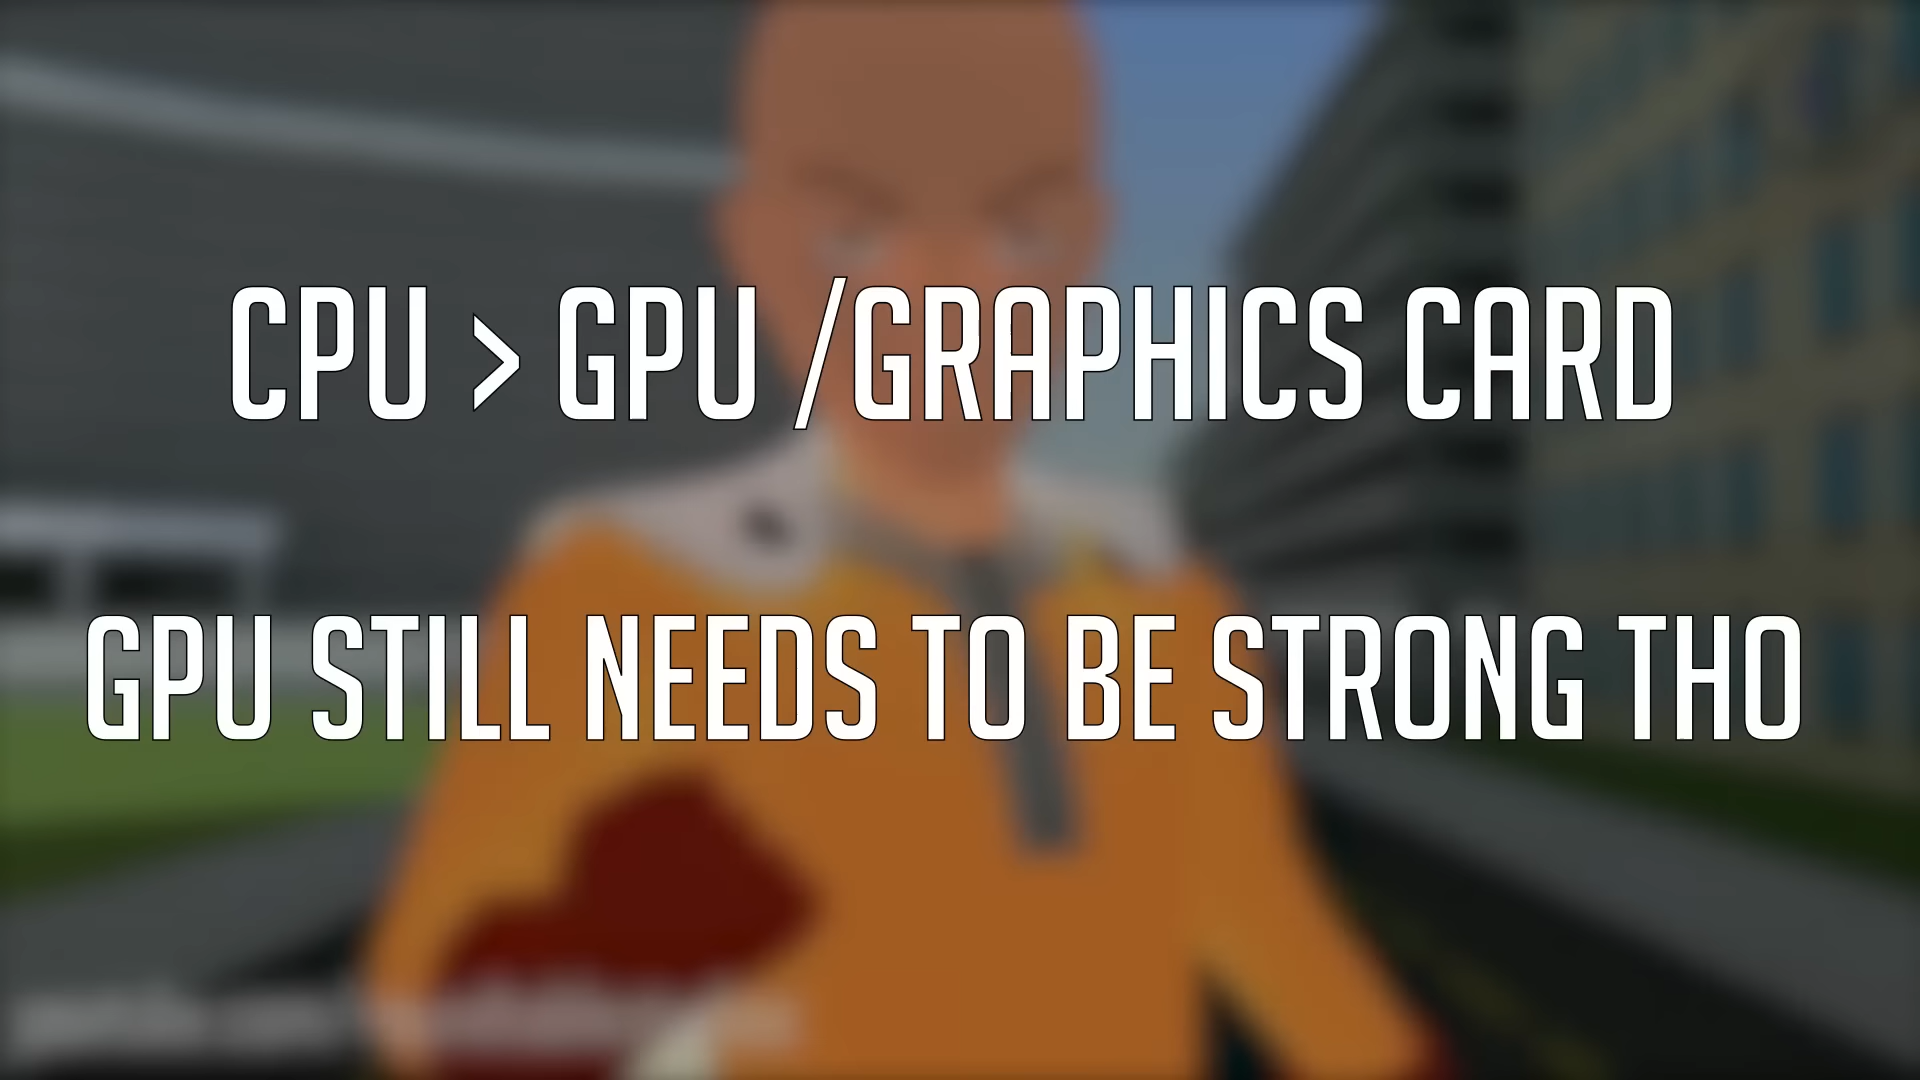 CPU > GPU /GRAPHICS CARD
GPU STILL NEEDS TO BE STRONG THO